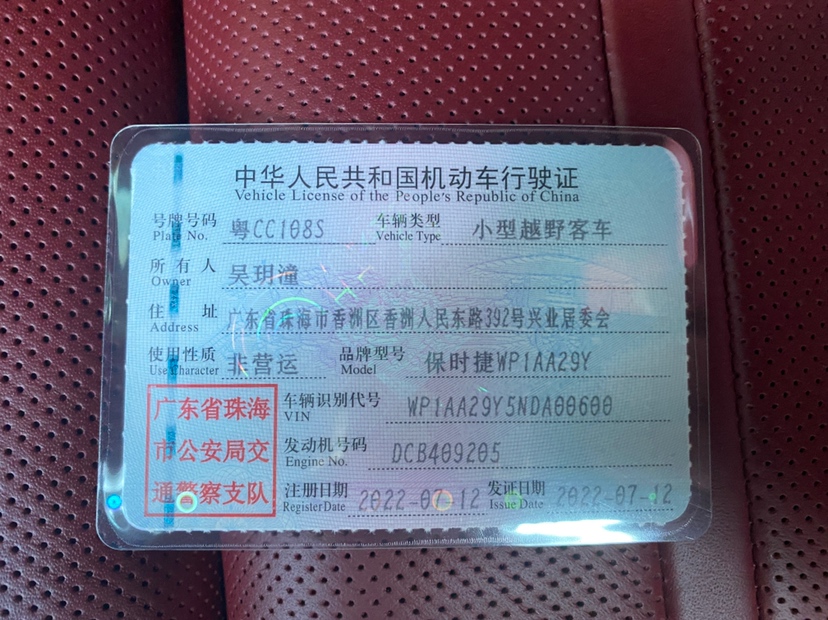 中华人民共和国机动车行驶证
Vehicle License of the People's Republic of China
号牌号码 粤CC108S 车辆类型 小型越野客车
Plate No. Vehicle Type
所有人 吴玥潼
Owner
住址 广东省珠海市香洲区香洲人民东路392号兴业居委会
Address
使用性质 非营运 品牌型号 保时捷WP1AA29Y
Use Character Model
广东省珠海 车辆识别代号 WP1AA29Y5NDA00600
VIN
市公安局交 发动机号码 DCB409205
Engine No.
通警察支队 注册日期 2022-07-12 发证日期 2022-07-12
Register Date Issue Date